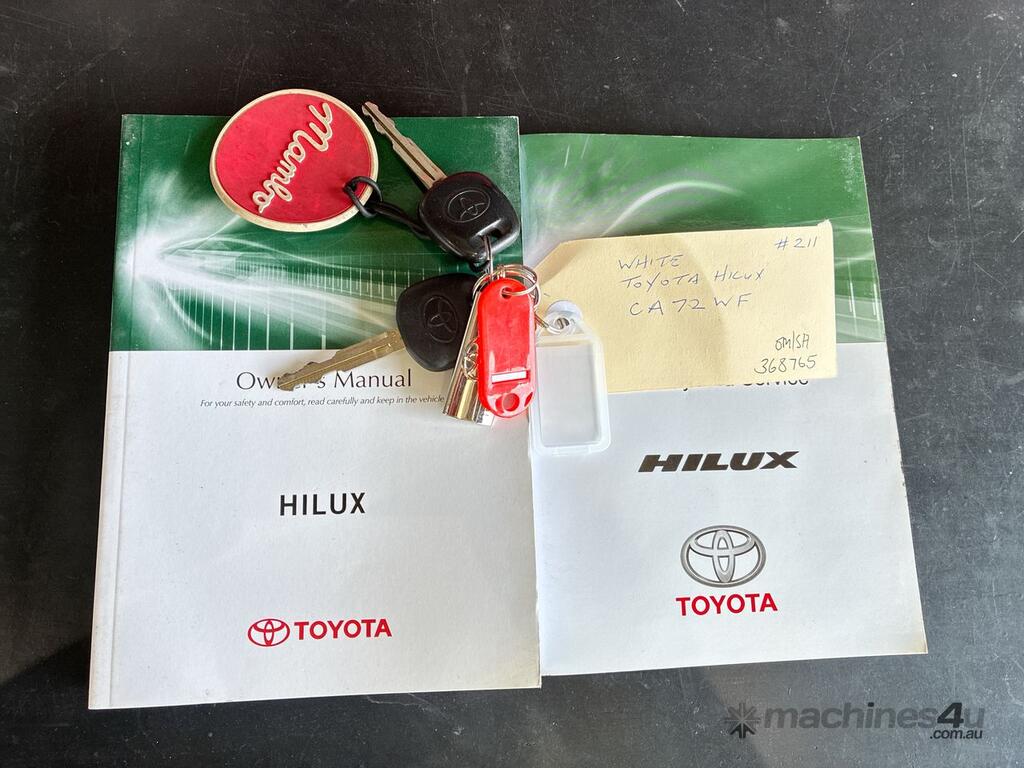 Mambo
#211
WHITE
TOYOTA HILUX
CA72WF
OM/SH
368765
Owner's Manual
For your safety and comfort, read carefully and keep in the vehicle
HILUX
TOYOTA
Service
HILUX
TOYOTA
machines4u
.com.au